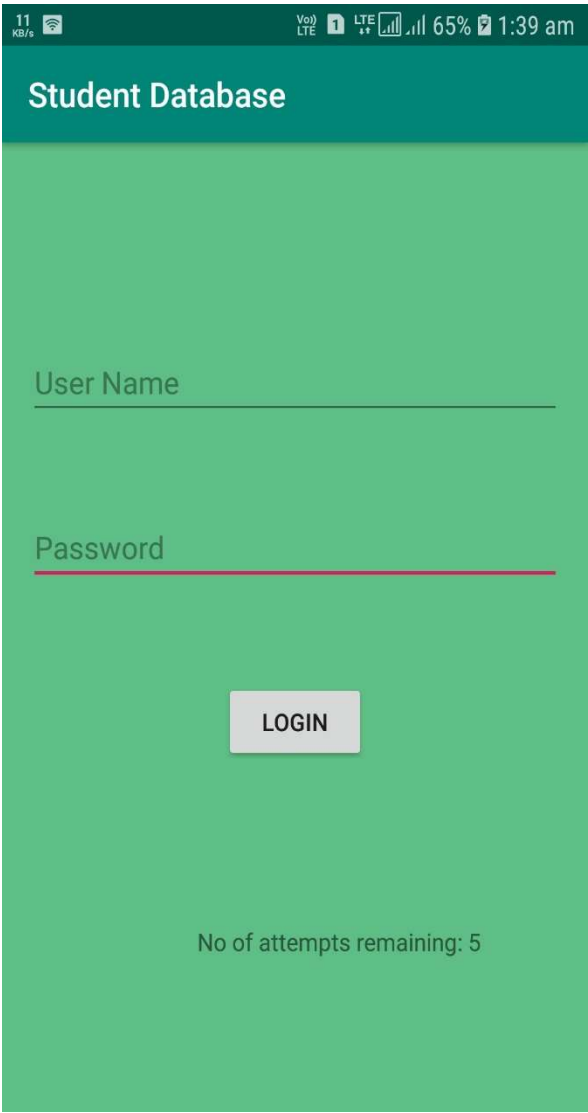 11 KB/s Vo)) LTE 1 LTE 65% 1:39 am
Student Database
User Name
Password
LOGIN
No of attempts remaining: 5